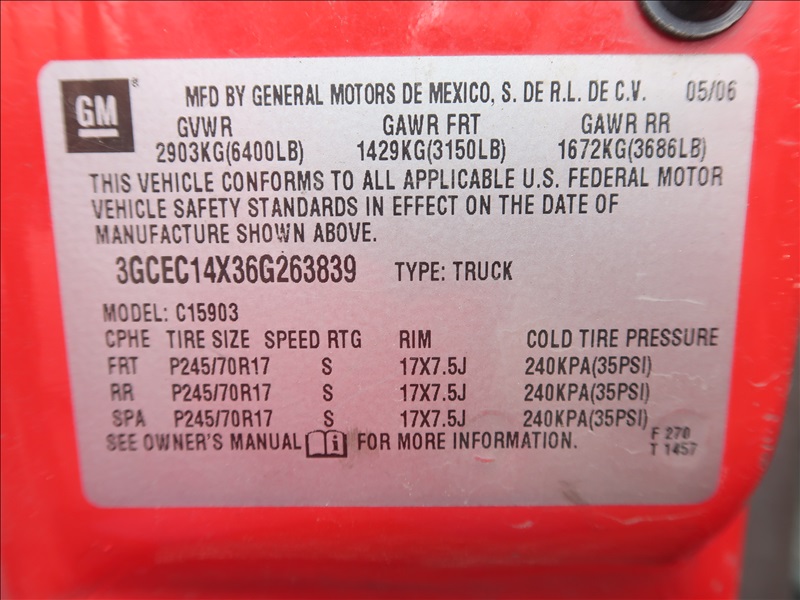 GM ®
MFD BY GENERAL MOTORS DE MEXICO, S. DE R.L. DE C.V. 05/06
GVWR GAWR FRT GAWR RR
2903KG(6400LB) 1429KG(3150LB) 1672KG(3686LB)
THIS VEHICLE CONFORMS TO ALL APPLICABLE U.S. FEDERAL MOTOR
VEHICLE SAFETY STANDARDS IN EFFECT ON THE DATE OF
MANUFACTURE SHOWN ABOVE.
3GCEC14X36G263839 TYPE: TRUCK
MODEL: C15903
CPHE TIRE SIZE SPEED RTG RIM COLD TIRE PRESSURE
FRT P245/70R17 S 17X7.5J 240KPA(35PSI)
RR P245/70R17 S 17X7.5J 240KPA(35PSI)
SPA P245/70R17 S 17X7.5J 240KPA(35PSI)
SEE OWNER'S MANUAL i FOR MORE INFORMATION.
F 270
T 1457